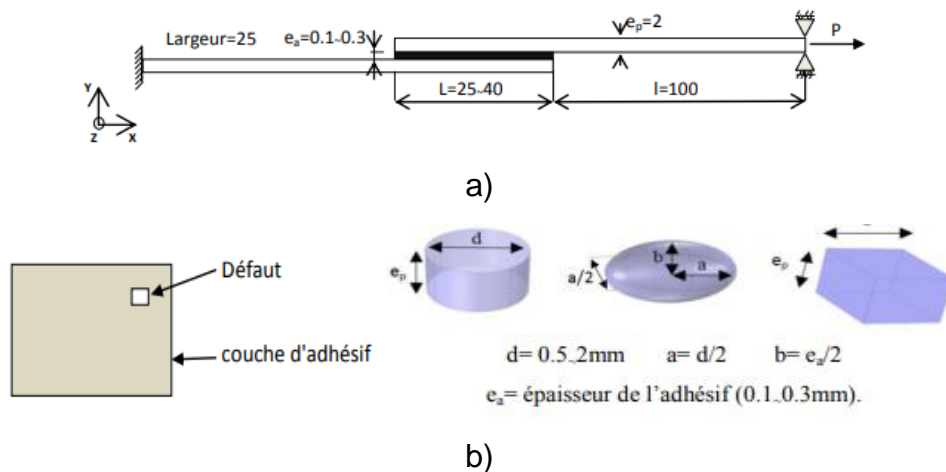 Largeur=25
eₐ=0.1~0.3
eₚ=2
P
L=25~40
l=100
Y
Z
X
a)
Défaut
couche d'adhésif
d
eₚ
b
a
a/2
eₚ
d= 0.5~2mm a= d/2 b= eₐ/2
eₐ= épaisseur de l'adhésif (0.1~0.3mm).
b)